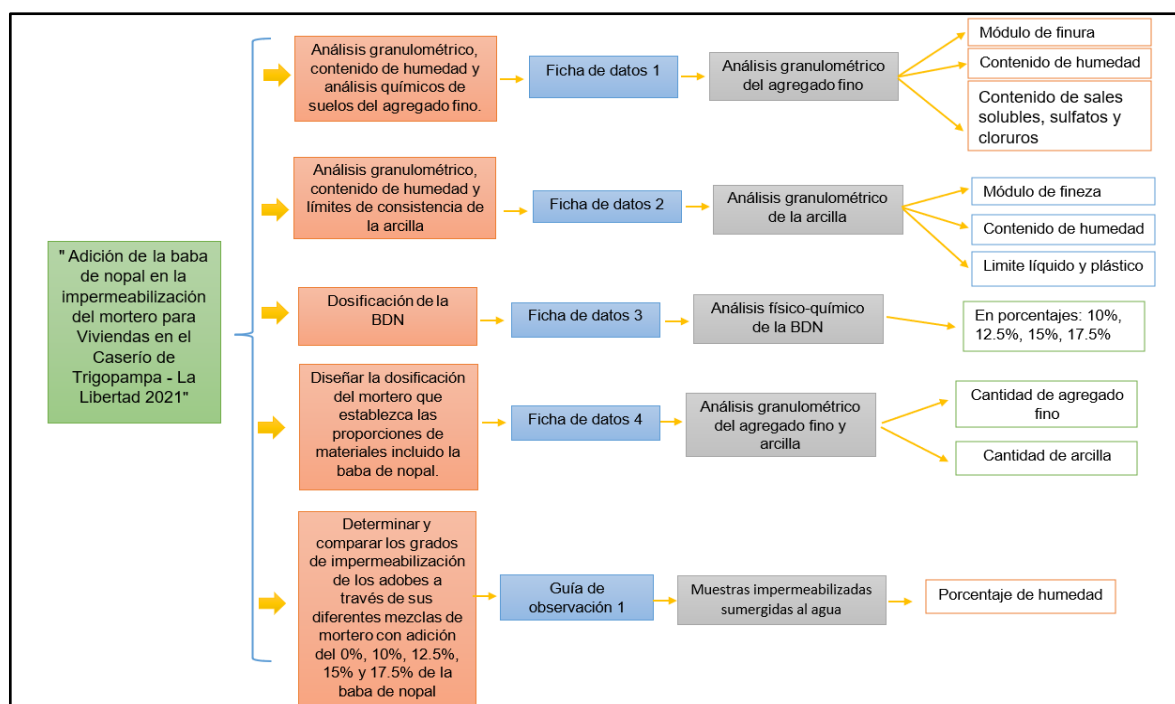 " Adición de la baba
de nopal en la
impermeabilización
del mortero para
Viviendas en el
Caserío de
Trigopampa - La
Libertad 2021"
Análisis granulométrico,
contenido de humedad y
análisis químicos de
suelos del agregado fino.
Ficha de datos 1
Análisis granulométrico
del agregado fino
Módulo de finura
Contenido de humedad
Contenido de sales
solubles, sulfatos y
cloruros
Análisis granulométrico,
contenido de humedad y
límites de consistencia de
la arcilla
Ficha de datos 2
Análisis granulométrico
de la arcilla
Módulo de fineza
Contenido de humedad
Limite líquido y plástico
Dosificación de la
BDN
Ficha de datos 3
Análisis físico-químico
de la BDN
En porcentajes: 10%,
12.5%, 15%, 17.5%
Diseñar la dosificación
del mortero que
establezca las
proporciones de
materiales incluido la
baba de nopal.
Ficha de datos 4
Análisis granulométrico
del agregado fino y
arcilla
Cantidad de agregado
fino
Cantidad de arcilla
Determinar y
comparar los grados
de impermeabilización
de los adobes a
través de sus
diferentes mezclas de
mortero con adición
del 0%, 10%, 12.5%,
15% y 17.5% de la
baba de nopal
Guía de
observación 1
Muestras impermeabilizadas
sumergidas al agua
Porcentaje de humedad